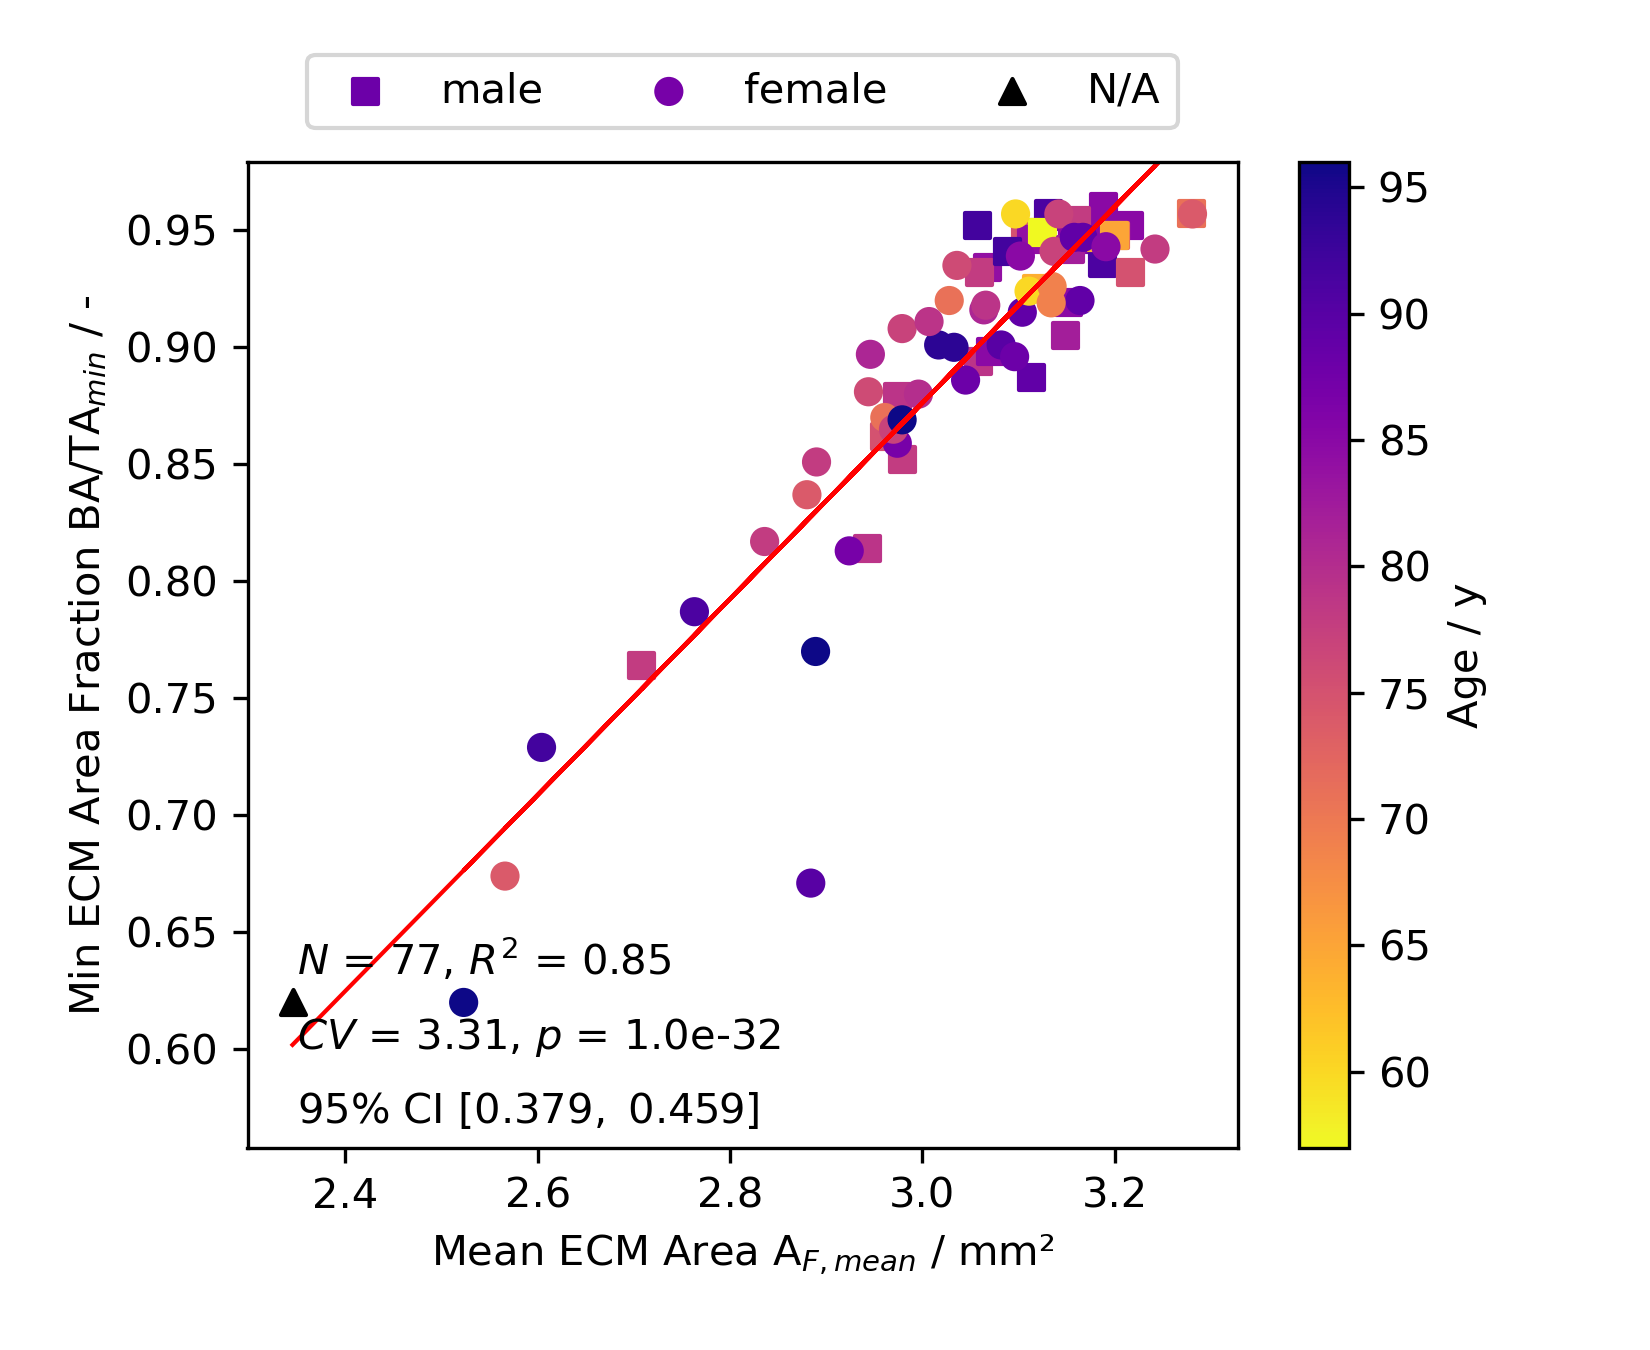 male female N/A
0.95
0.90
0.85
0.80
0.75
0.70
0.65
0.60
Min ECM Area Fraction BA/TA_min / -
N = 77, R² = 0.85
CV = 3.31, p = 1.0e-32
95% CI [0.379, 0.459]
2.4 2.6 2.8 3.0 3.2
Mean ECM Area A_F,mean / mm²
95
90
85
80
75
70
65
60
Age / y